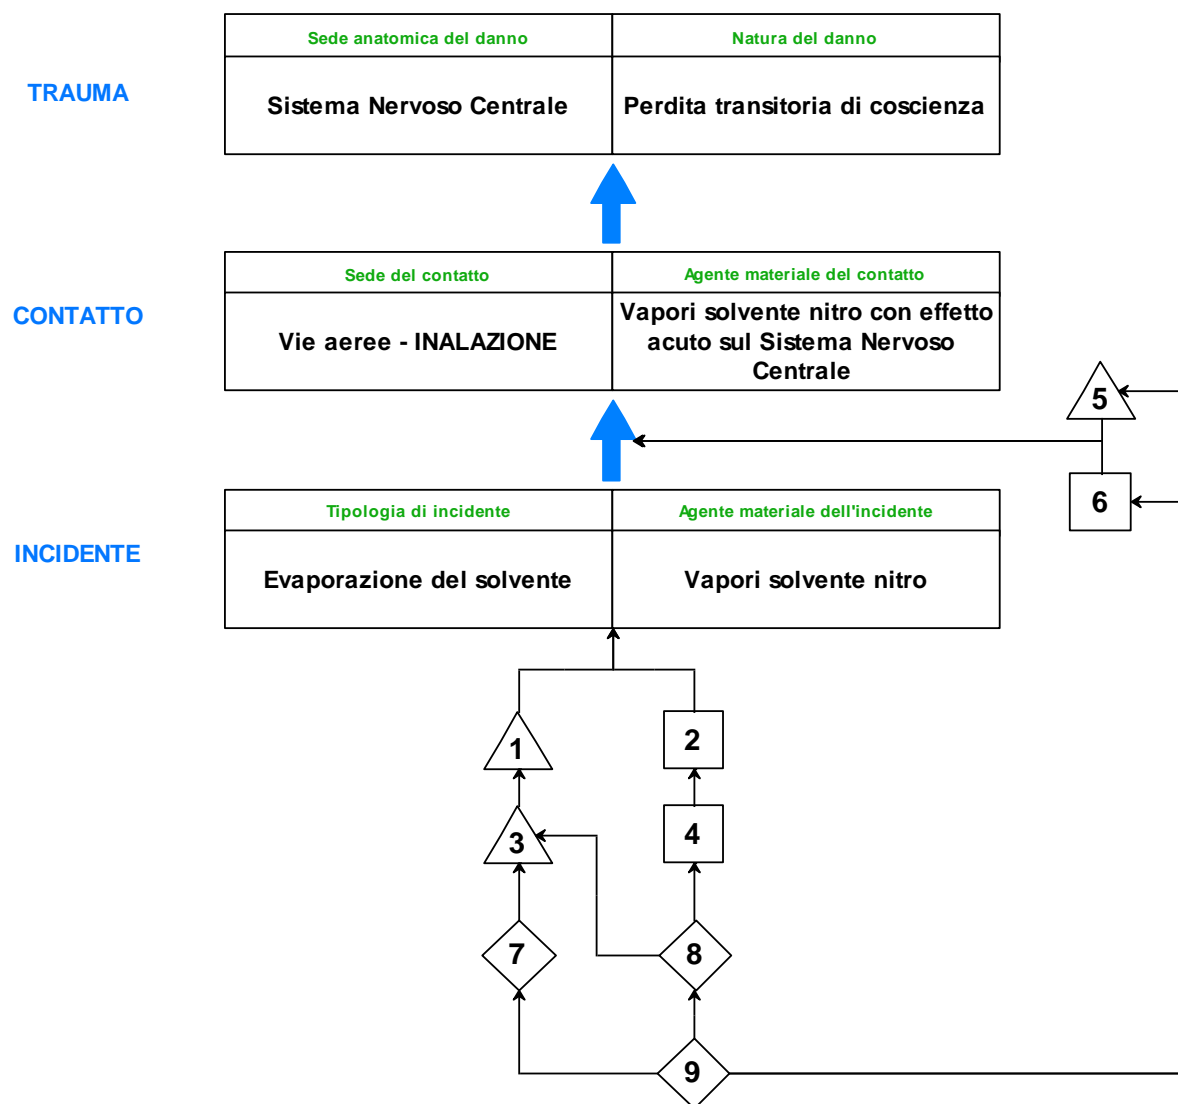 Sede anatomica del danno
Natura del danno
TRAUMA
Sistema Nervoso Centrale
Perdita transitoria di coscienza
Sede del contatto
Agente materiale del contatto
CONTATTO
Vie aeree - INALAZIONE
Vapori solvente nitro con effetto
acuto sul Sistema Nervoso
Centrale
5
6
Tipologia di incidente
Agente materiale dell'incidente
INCIDENTE
Evaporazione del solvente
Vapori solvente nitro
1
2
3
4
7
8
9